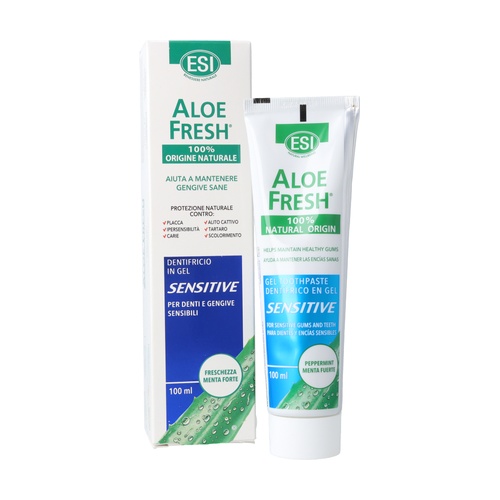 ESI
ALOE
FRESH®
100%
ORIGINE NATURALE
AIUTA A MANTENERE
GENGIVE SANE
PROTEZIONE NATURALE
CONTRO:
PLACCA
IPERSENSIBILITÀ
CARIE
ALITO CATTIVO
TARTARO
SCOLORIMENTO
DENTIFRICIO
IN GEL
SENSITIVE
PER DENTI E GENGIVE
SENSIBILI
FRESCHEZZA
MENTA FORTE
100 ml
ESI
ALOE
FRESH®
100%
NATURAL ORIGIN
HELPS MAINTAIN HEALTHY GUMS
AYUDA A MANTENER LAS ENCÍAS SANAS
GEL TOOTHPASTE
DENTÍFRICO EN GEL
SENSITIVE
FOR SENSITIVE GUMS AND TEETH
PARA DIENTES Y ENCÍAS SENSIBLES
PEPPERMINT
MENTA FUERTE
100 ml